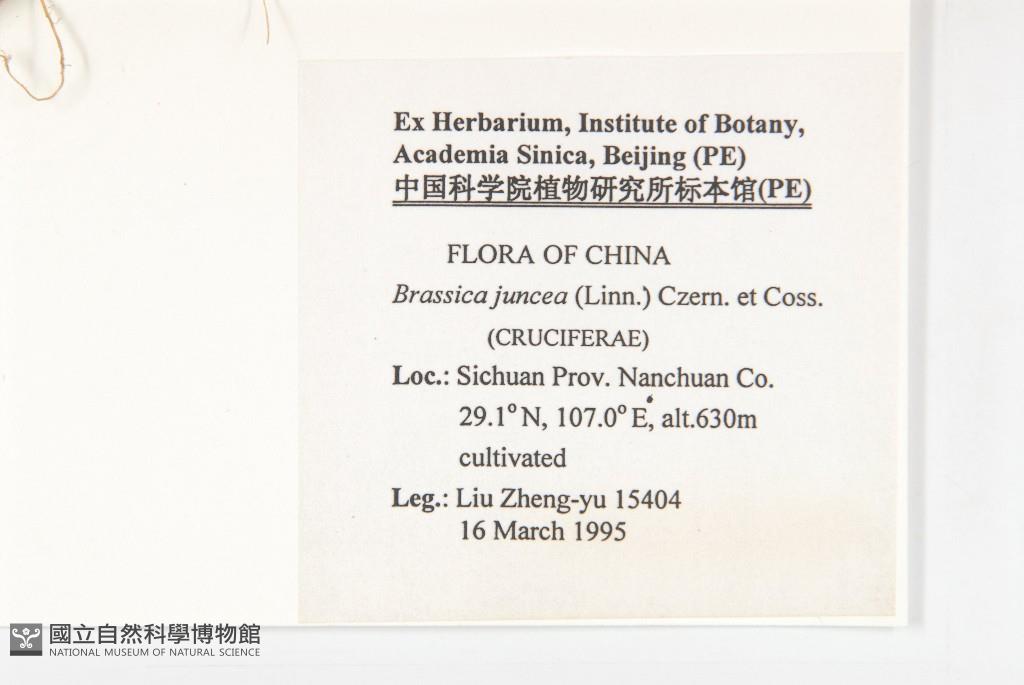 Ex Herbarium, Institute of Botany,
Academia Sinica, Beijing (PE)
中国科学院植物研究所标本馆(PE)
FLORA OF CHINA
Brassica juncea (Linn.) Czern. et Coss.
(CRUCIFERAE)
Loc.: Sichuan Prov. Nanchuan Co.
29.1° N, 107.0° E, alt.630m
cultivated
Leg.: Liu Zheng-yu 15404
16 March 1995
國立自然科學博物館
NATIONAL MUSEUM OF NATURAL SCIENCE